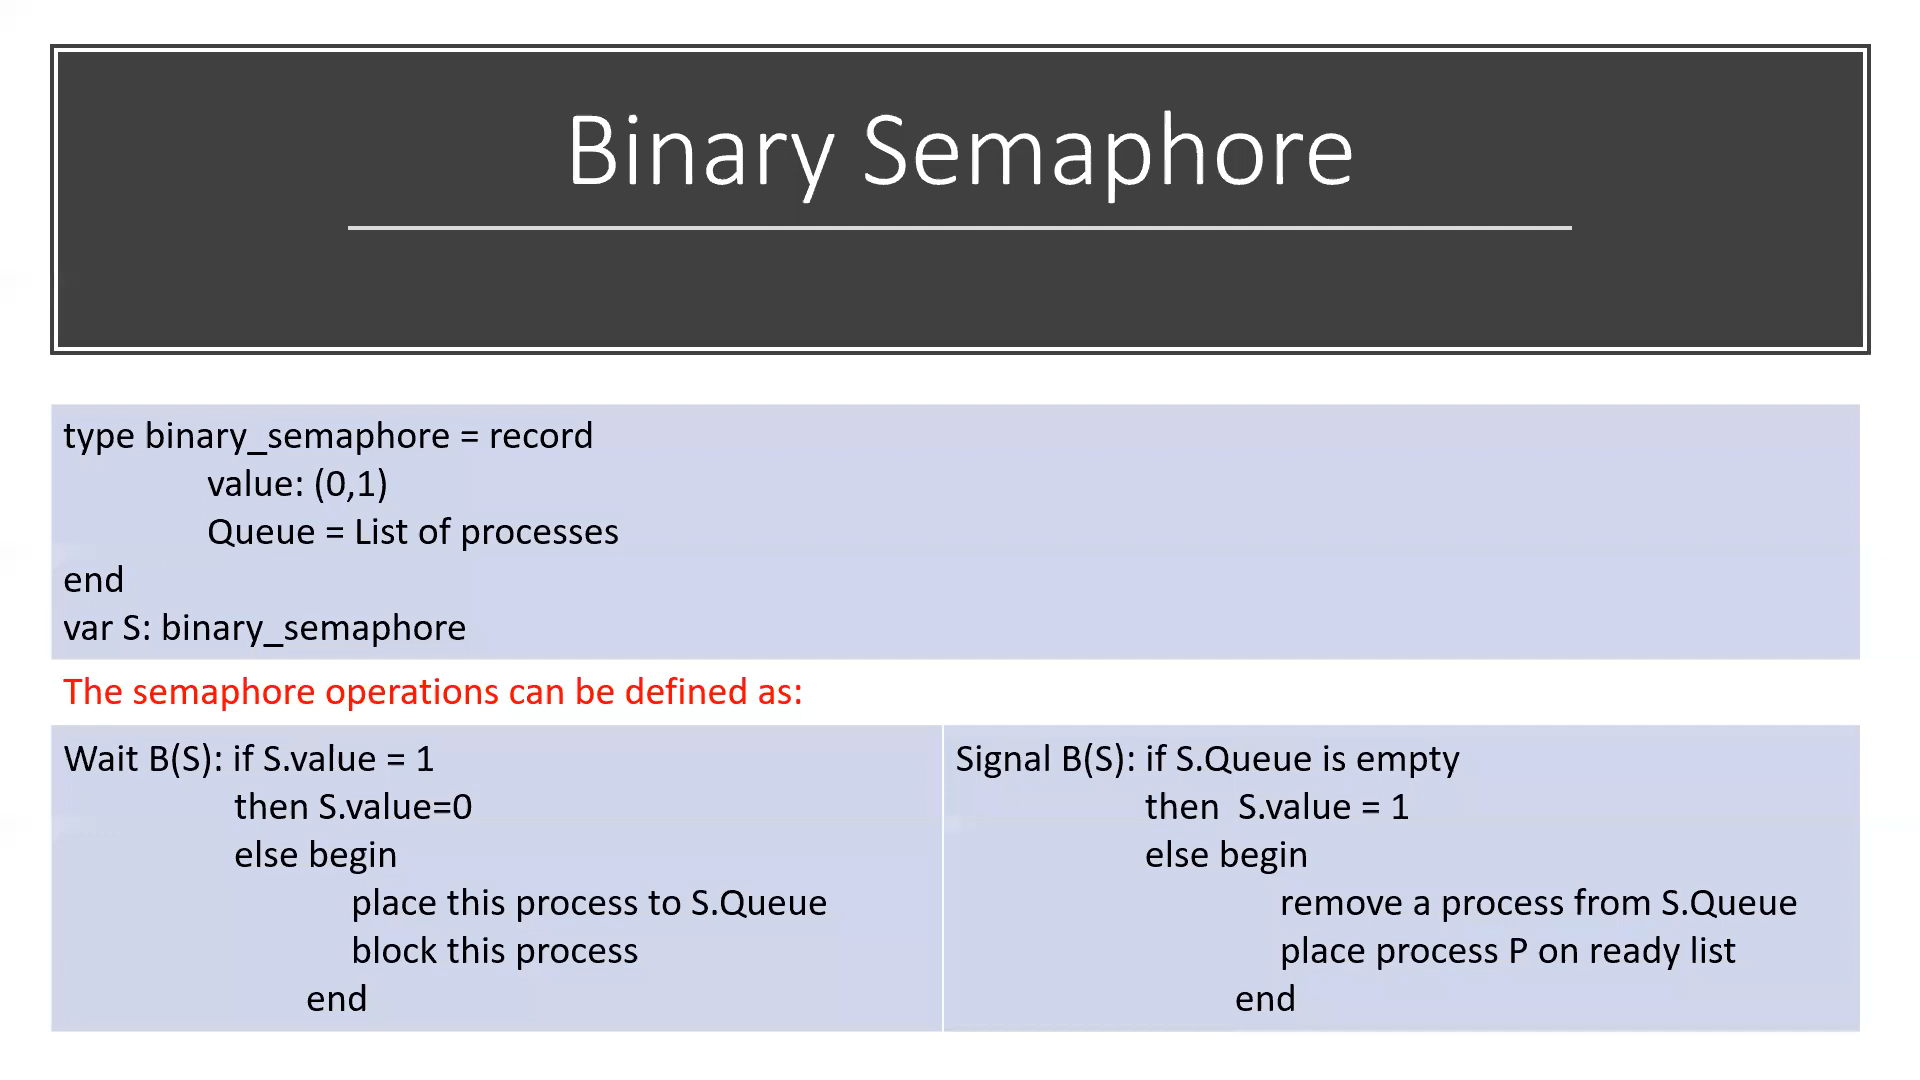 Binary Semaphore
type binary_semaphore = record
value: (0,1)
Queue = List of processes
end
var S: binary_semaphore
The semaphore operations can be defined as:
Wait B(S): if S.value = 1
then S.value=0
else begin
place this process to S.Queue
block this process
end
Signal B(S): if S.Queue is empty
then  S.value = 1
else begin
remove a process from S.Queue
place process P on ready list
end